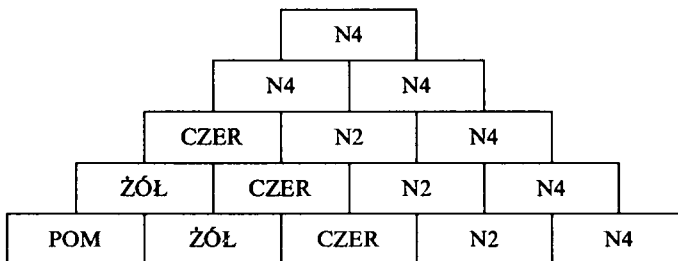 N4
N4 N4
CZER N2 N4
ŻÓŁ CZER N2 N4
POM ŻÓŁ CZER N2 N4